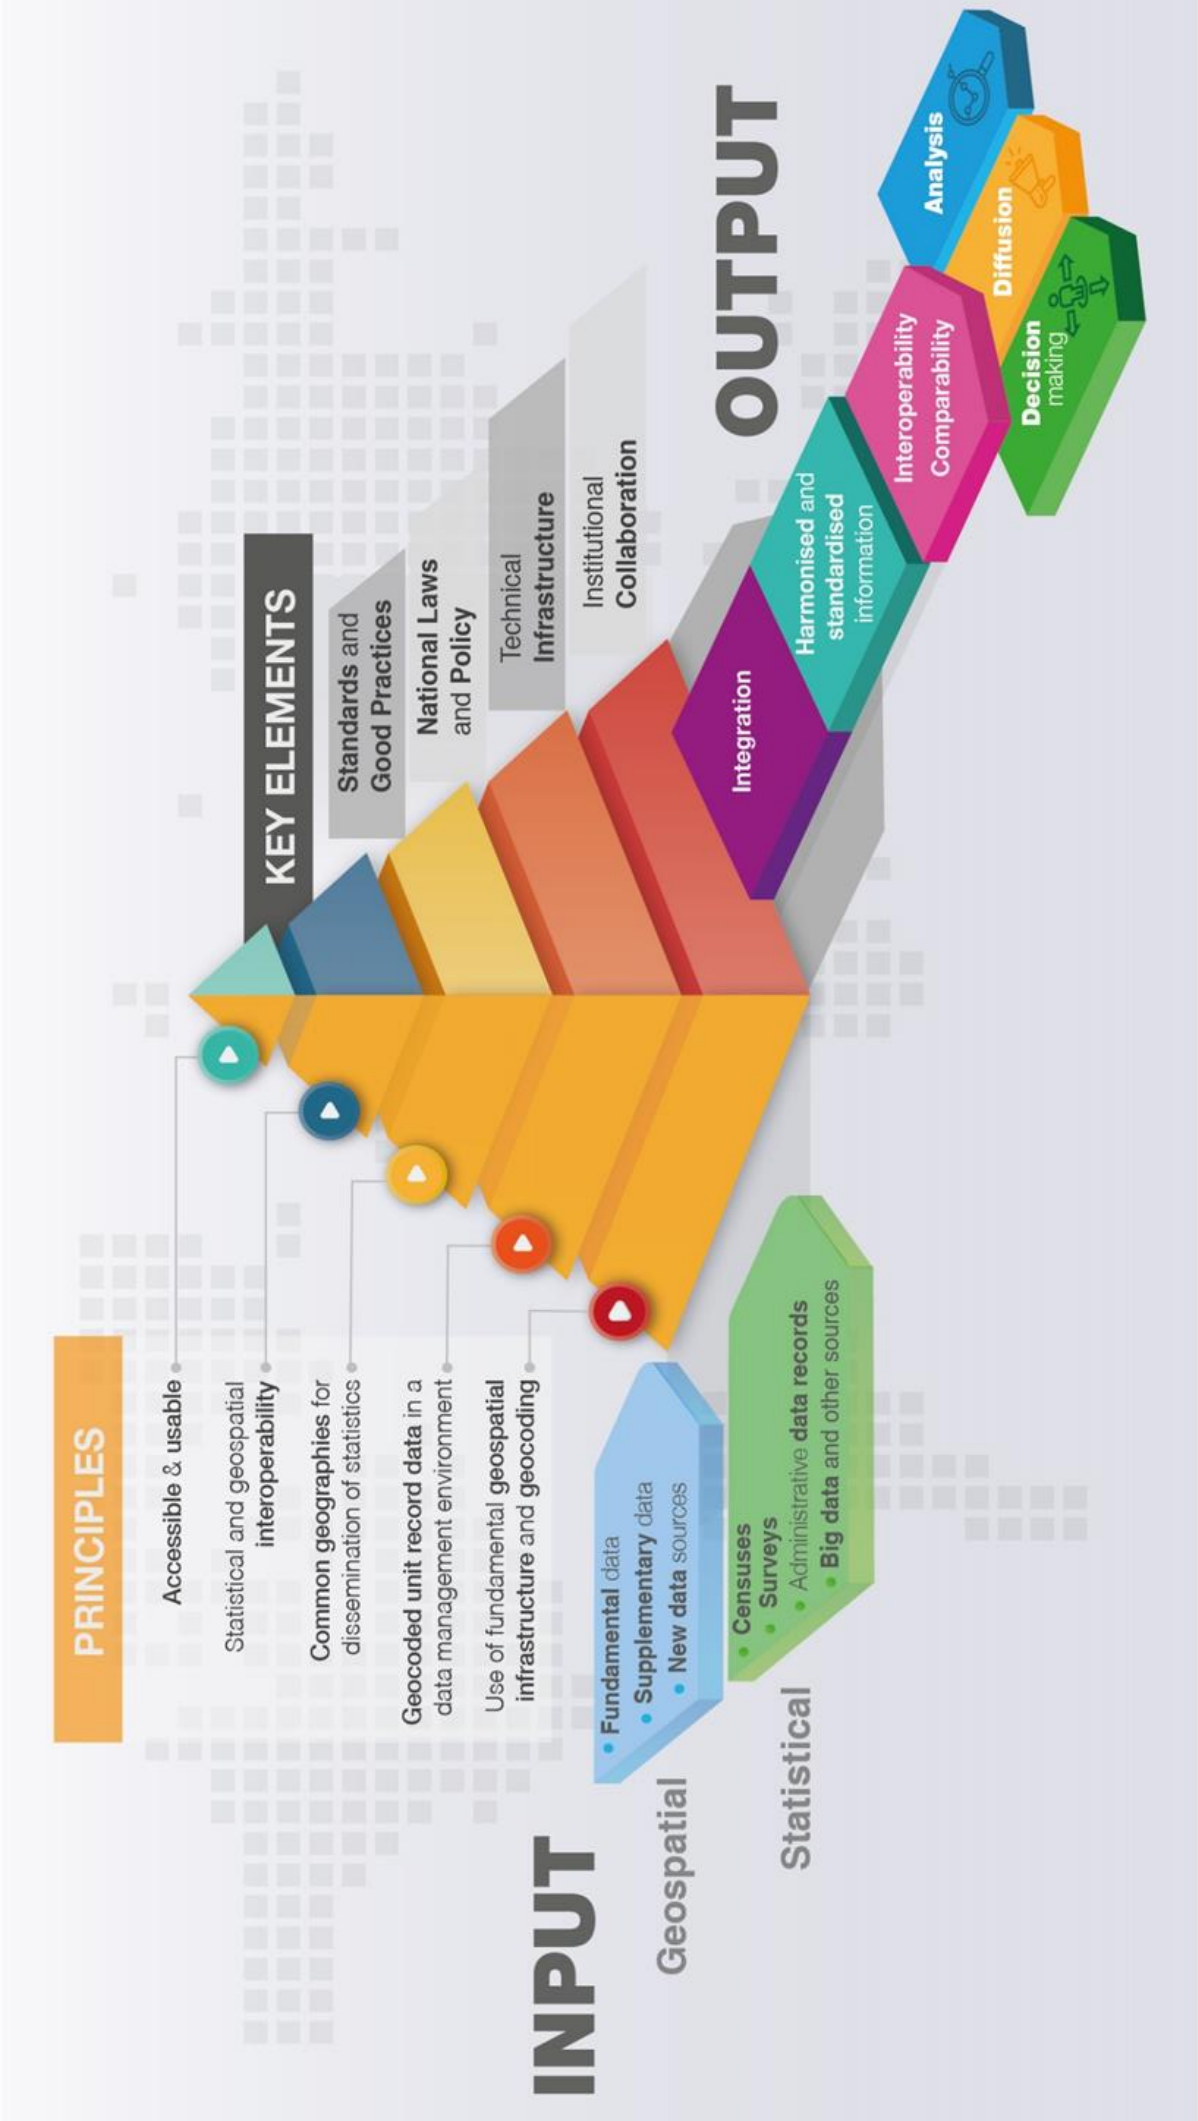 PRINCIPLES
Accessible & usable
Statistical and geospatial
interoperability
Common geographies for
dissemination of statistics
Geocoded unit record data in a
data management environment
Use of fundamental geospatial
infrastructure and geocoding
KEY ELEMENTS
Standards and
Good Practices
National Laws
and Policy
Technical
Infrastructure
Institutional
Collaboration
INPUT
Geospatial
• Fundamental data
• Supplementary data
• New data sources
Statistical
• Censuses
• Surveys
• Administrative data records
• Big data and other sources
OUTPUT
Integration
Harmonised and
standardised
information
Interoperability
Comparability
Analysis
Diffusion
Decision
making